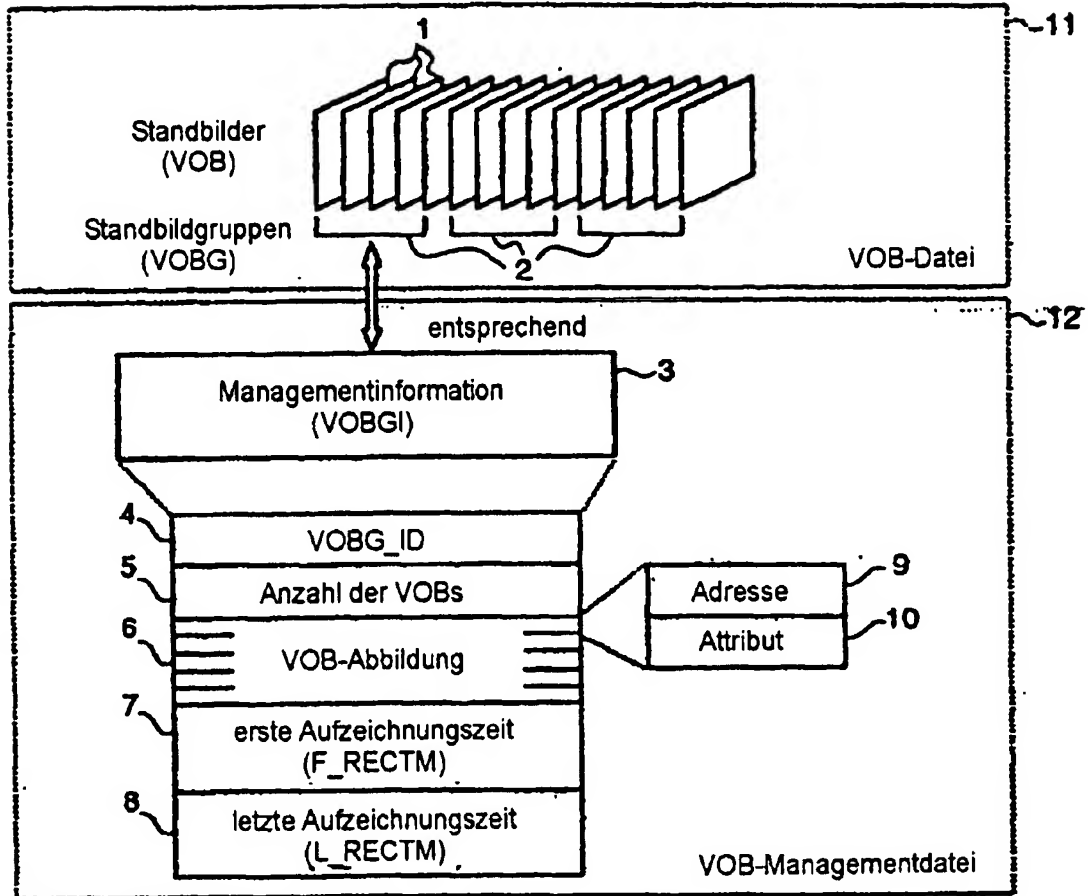 11
1
Standbilder
(VOB)
Standbildgruppen
(VOBG)
2
VOB-Datei
12
entsprechend
3
Managementinformation
(VOBGI)
4
VOBG_ID
5
Anzahl der VOBs
9
Adresse
10
Attribut
6
VOB-Abbildung
7
erste Aufzeichnungszeit
(F_RECTM)
8
letzte Aufzeichnungszeit
(L_RECTM)
VOB-Managementdatei